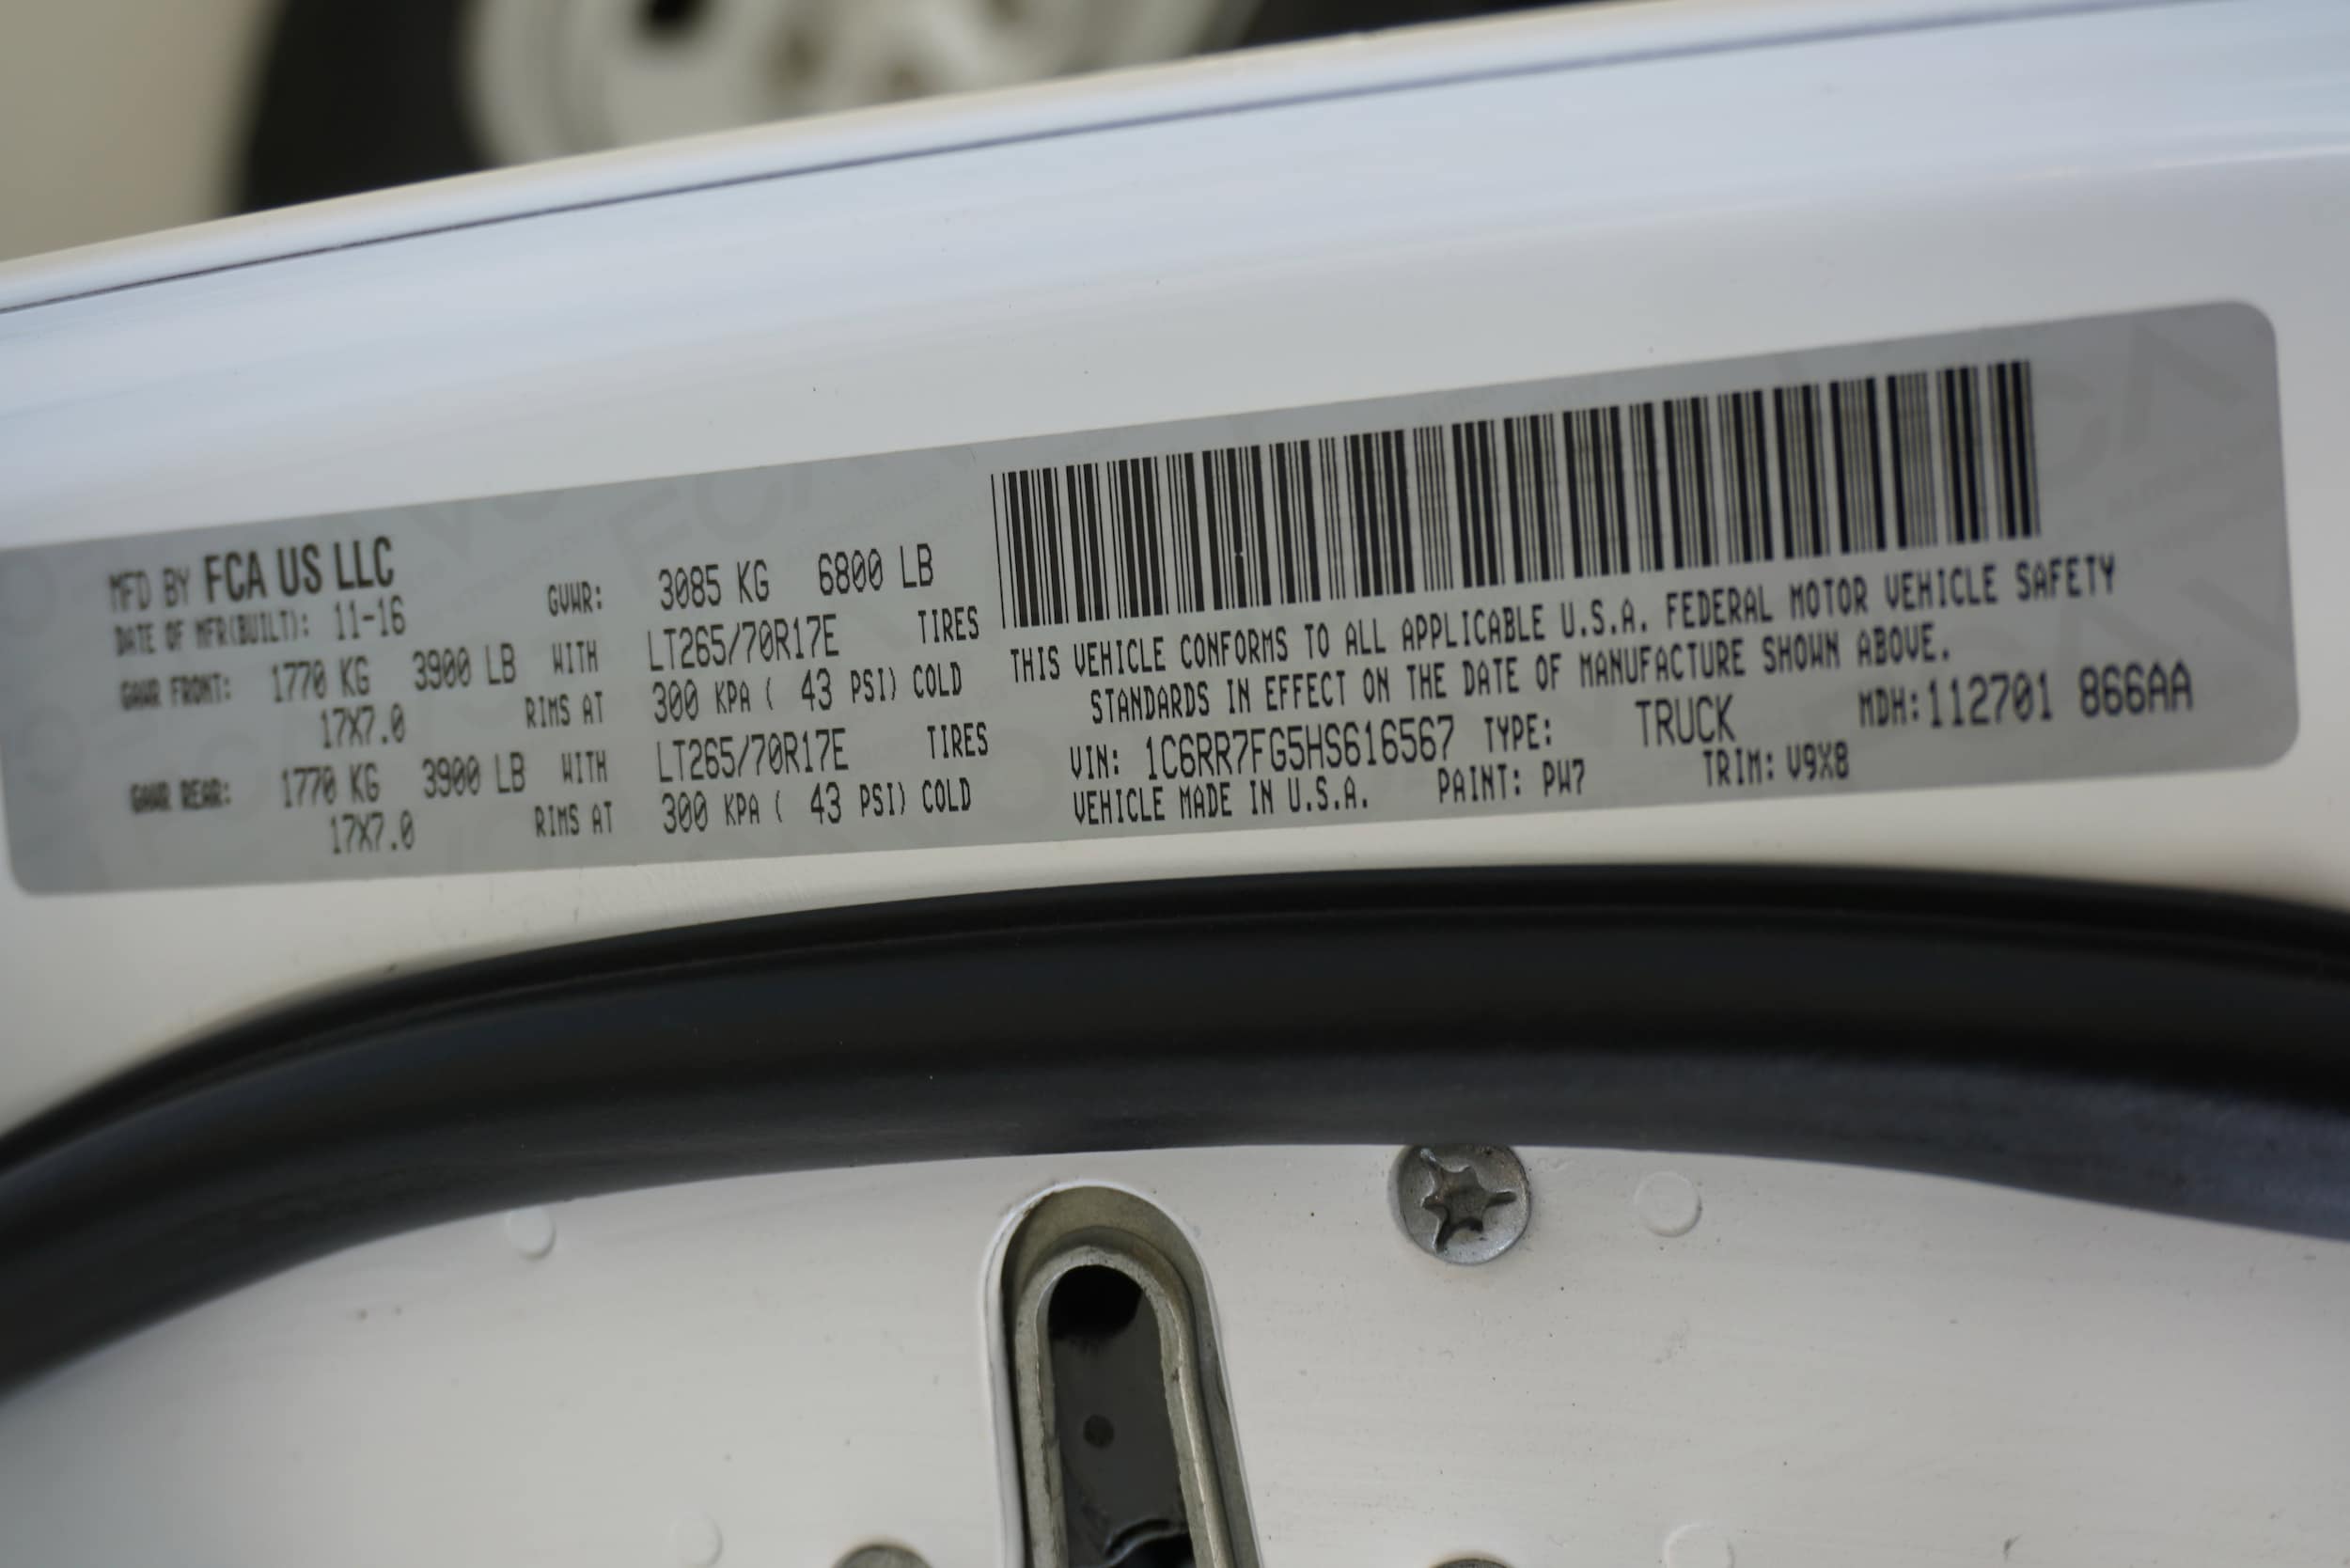 MFD BY FCA US LLC
DATE OF MFR(BUILT): 11-16 GVWR: 3085 KG 6800 LB
GAWR FRONT: 1770 KG 3900 LB WITH LT265/70R17E TIRES
17X7.0 RIMS AT 300 KPA ( 43 PSI) COLD
GAWR REAR: 1770 KG 3900 LB WITH LT265/70R17E TIRES
17X7.0 RIMS AT 300 KPA ( 43 PSI) COLD
THIS VEHICLE CONFORMS TO ALL APPLICABLE U.S.A. FEDERAL MOTOR VEHICLE SAFETY
STANDARDS IN EFFECT ON THE DATE OF MANUFACTURE SHOWN ABOVE.
VIN: 1C6RR7FG5HS616567 TYPE: TRUCK MDH:112701 866AA
VEHICLE MADE IN U.S.A. PAINT: PW7 TRIM: V9X8